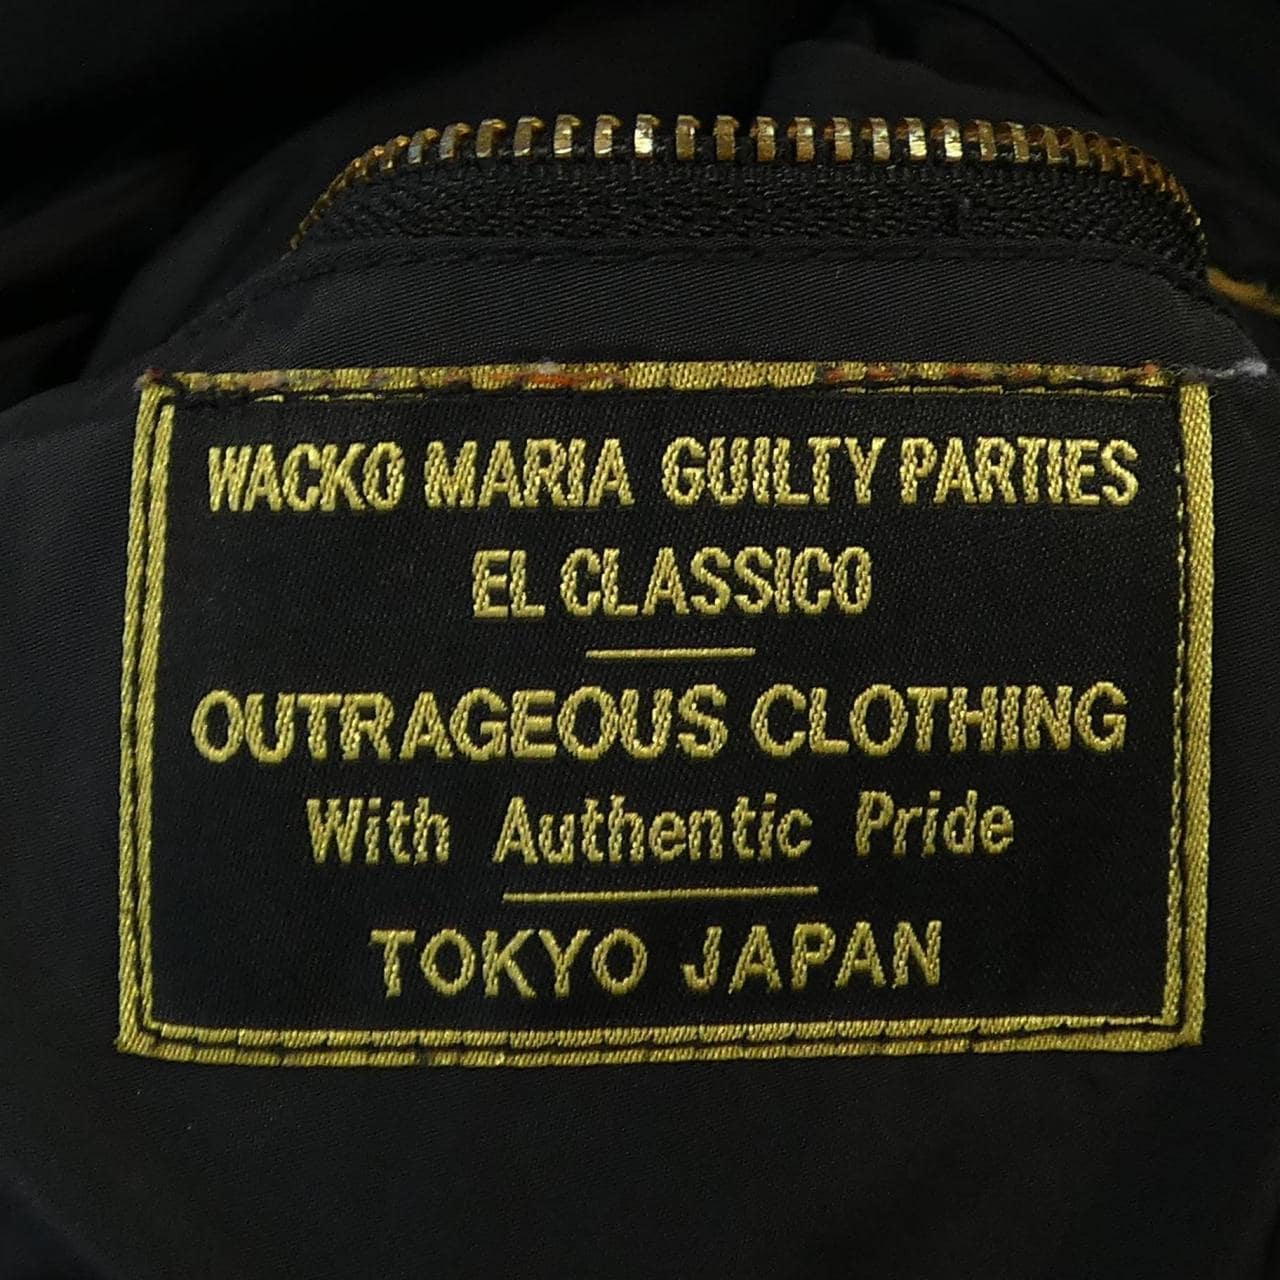 WACKO MARIA GUILTY PARTIES
EL CLASSICO
OUTRAGEOUS CLOTHING
With Authentic Pride
TOKYO JAPAN